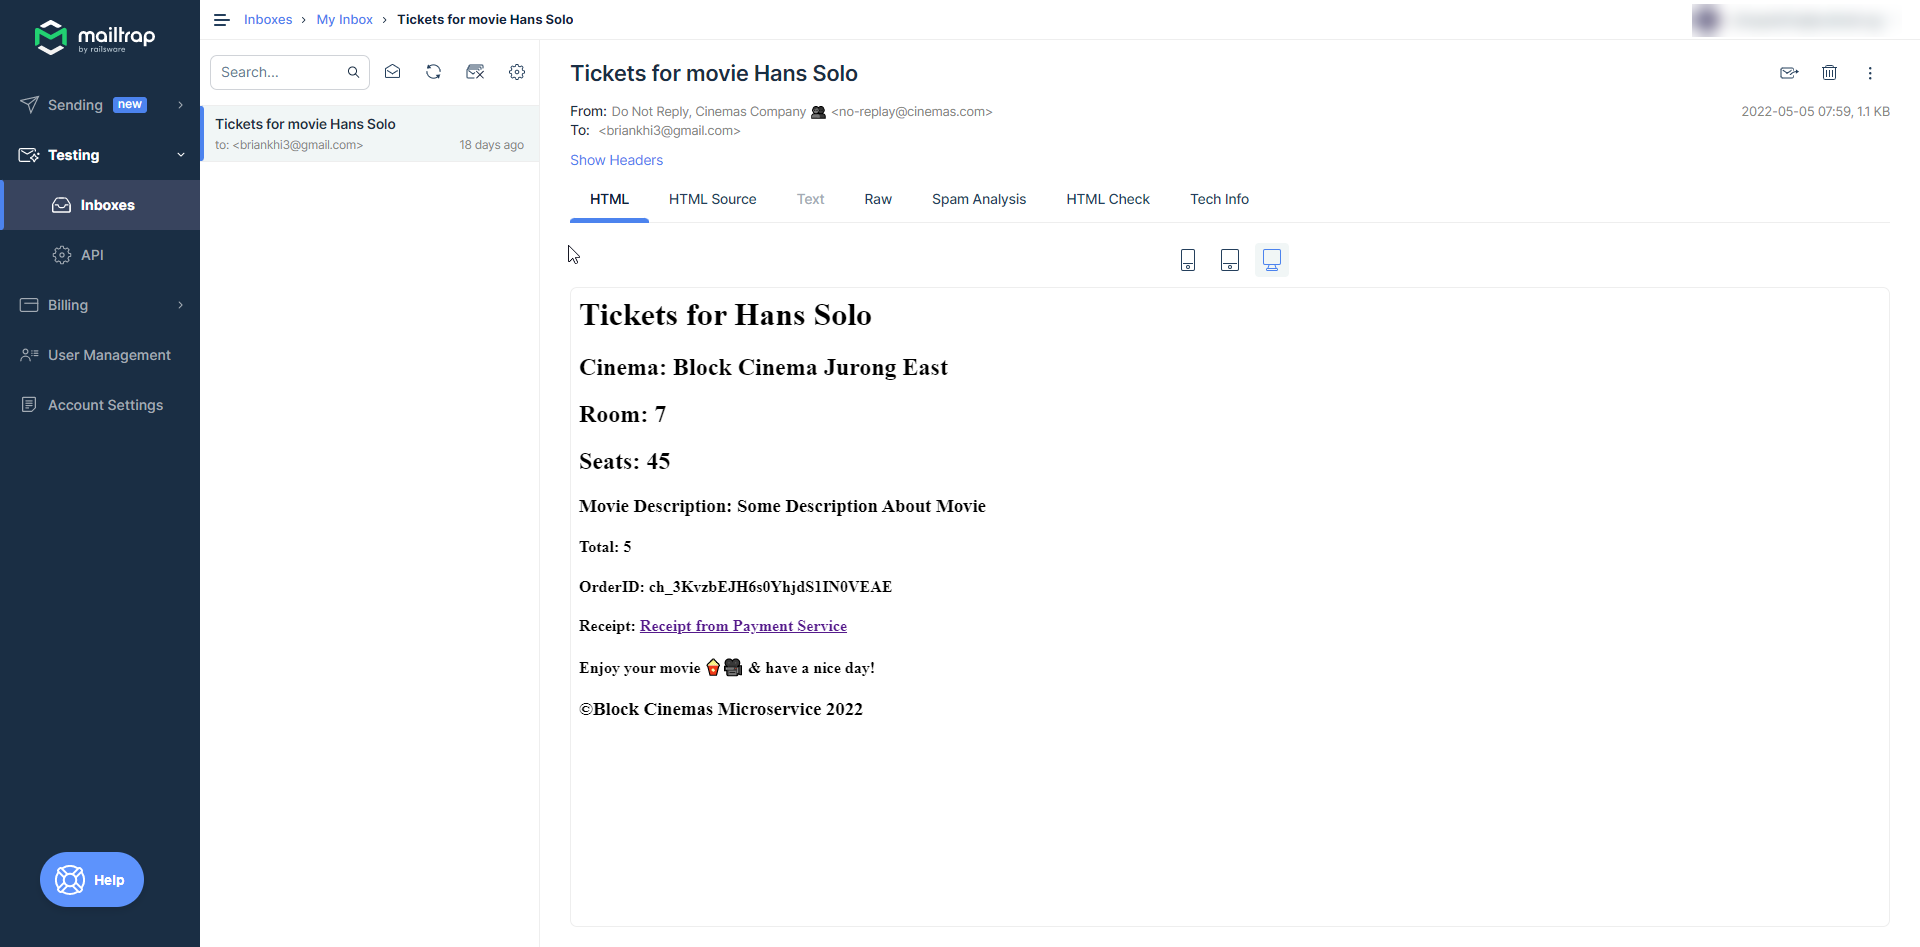 mailtrap
by railsware
Sending new
Testing
Inboxes
API
Billing
User Management
Account Settings
Help
Inboxes › My Inbox › Tickets for movie Hans Solo
Search...
Tickets for movie Hans Solo
to: <briankhi3@gmail.com> 18 days ago
Tickets for movie Hans Solo
From: Do Not Reply, Cinemas Company 🎥 <no-replay@cinemas.com>
2022-05-05 07:59, 1.1 KB
To: <briankhi3@gmail.com>
Show Headers
HTML HTML Source Text Raw Spam Analysis HTML Check Tech Info
Tickets for Hans Solo
Cinema: Block Cinema Jurong East
Room: 7
Seats: 45
Movie Description: Some Description About Movie
Total: 5
OrderID: ch_3KvzbEJH6s0YhjdS1IN0VEAE
Receipt: Receipt from Payment Service
Enjoy your movie 🍿🎥 & have a nice day!
©Block Cinemas Microservice 2022